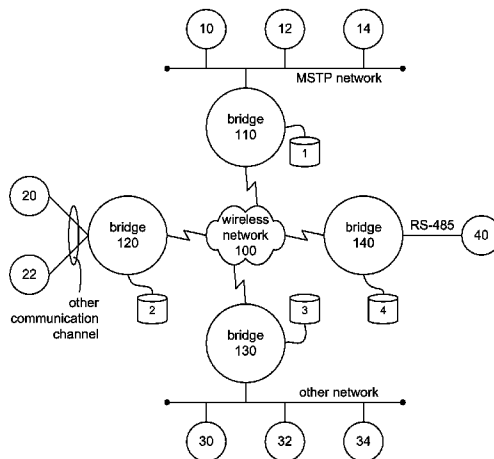 10
12
14
MSTP network
bridge
110
1
20
22
bridge
120
wireless
network
100
bridge
140
RS-485
40
other
communication
channel
2
3
4
bridge
130
other network
30
32
34